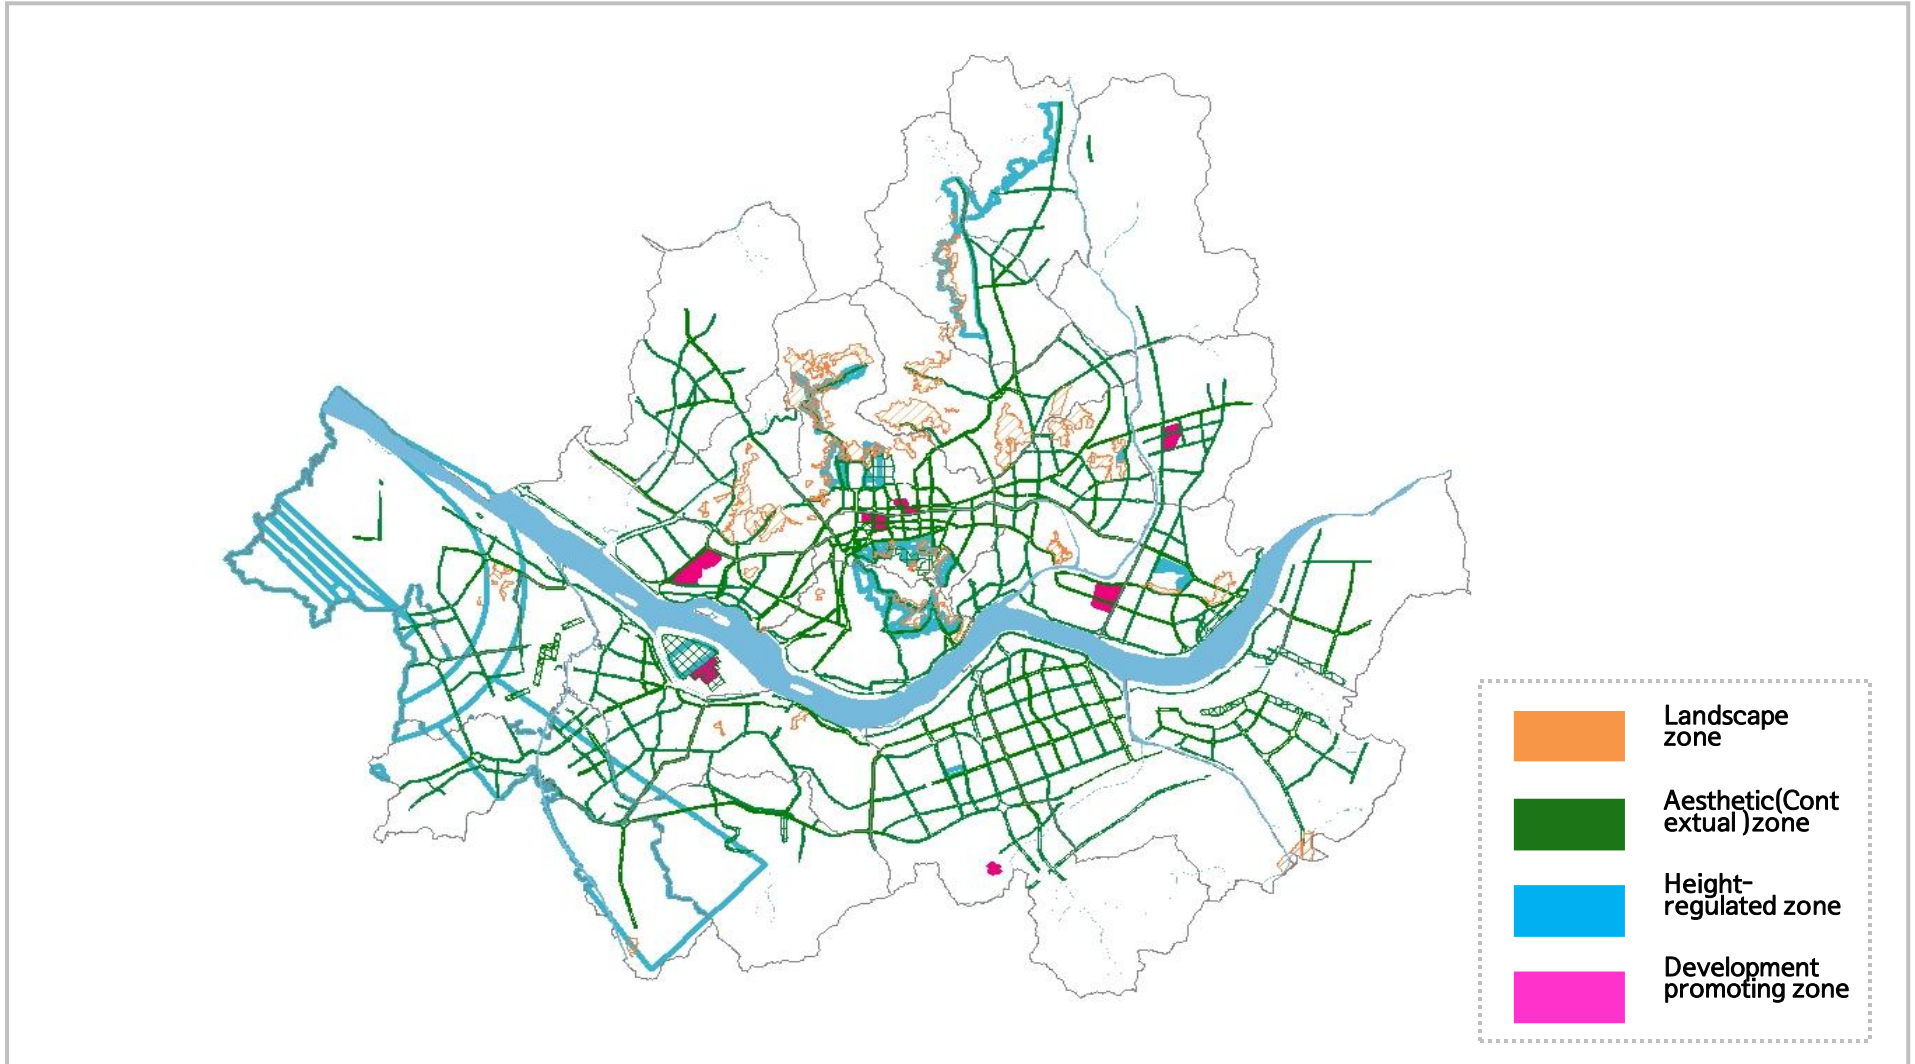 Landscape
zone
Aesthetic(Cont
extual)zone
Height-
regulated zone
Development
promoting zone